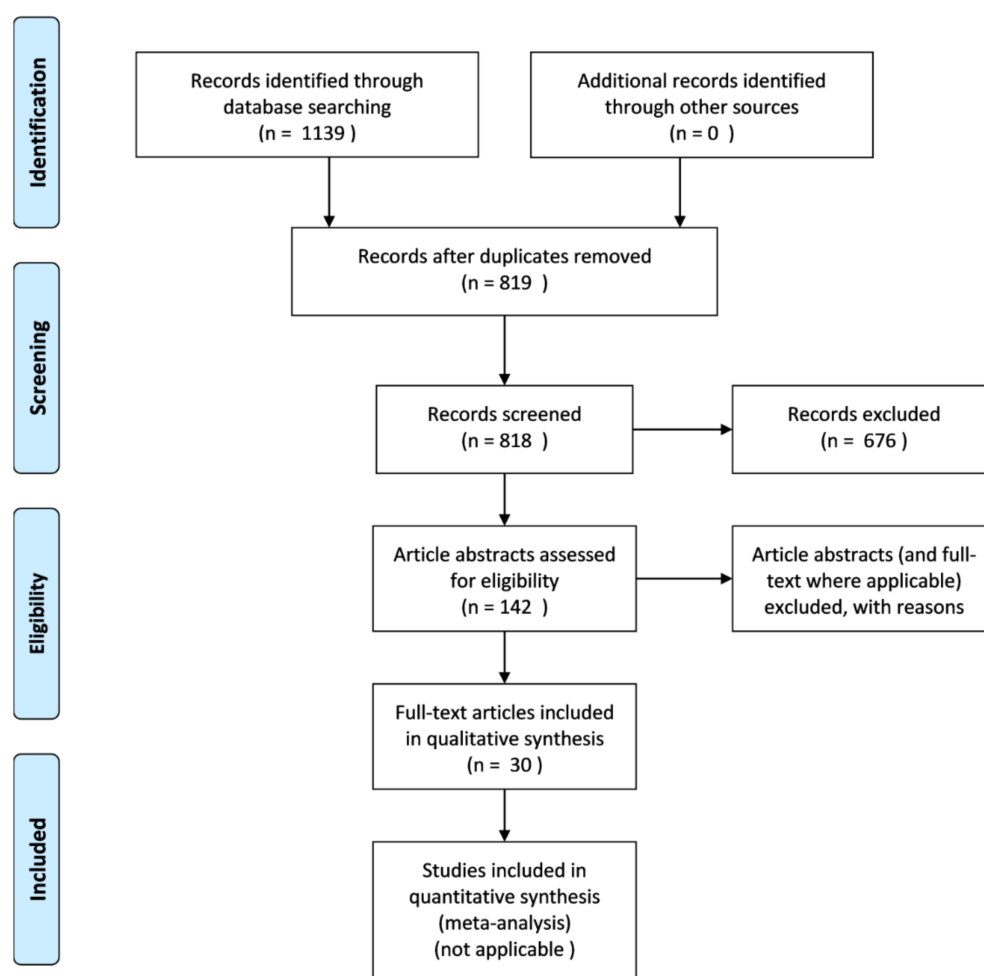 Identification
Records identified through
database searching
(n = 1139 )
Additional records identified
through other sources
(n = 0 )
Records after duplicates removed
(n = 819 )
Screening
Records screened
(n = 818 )
Records excluded
(n = 676 )
Eligibility
Article abstracts assessed
for eligibility
(n = 142 )
Article abstracts (and full-
text where applicable)
excluded, with reasons
Full-text articles included
in qualitative synthesis
(n = 30 )
Included
Studies included in
quantitative synthesis
(meta-analysis)
(not applicable )